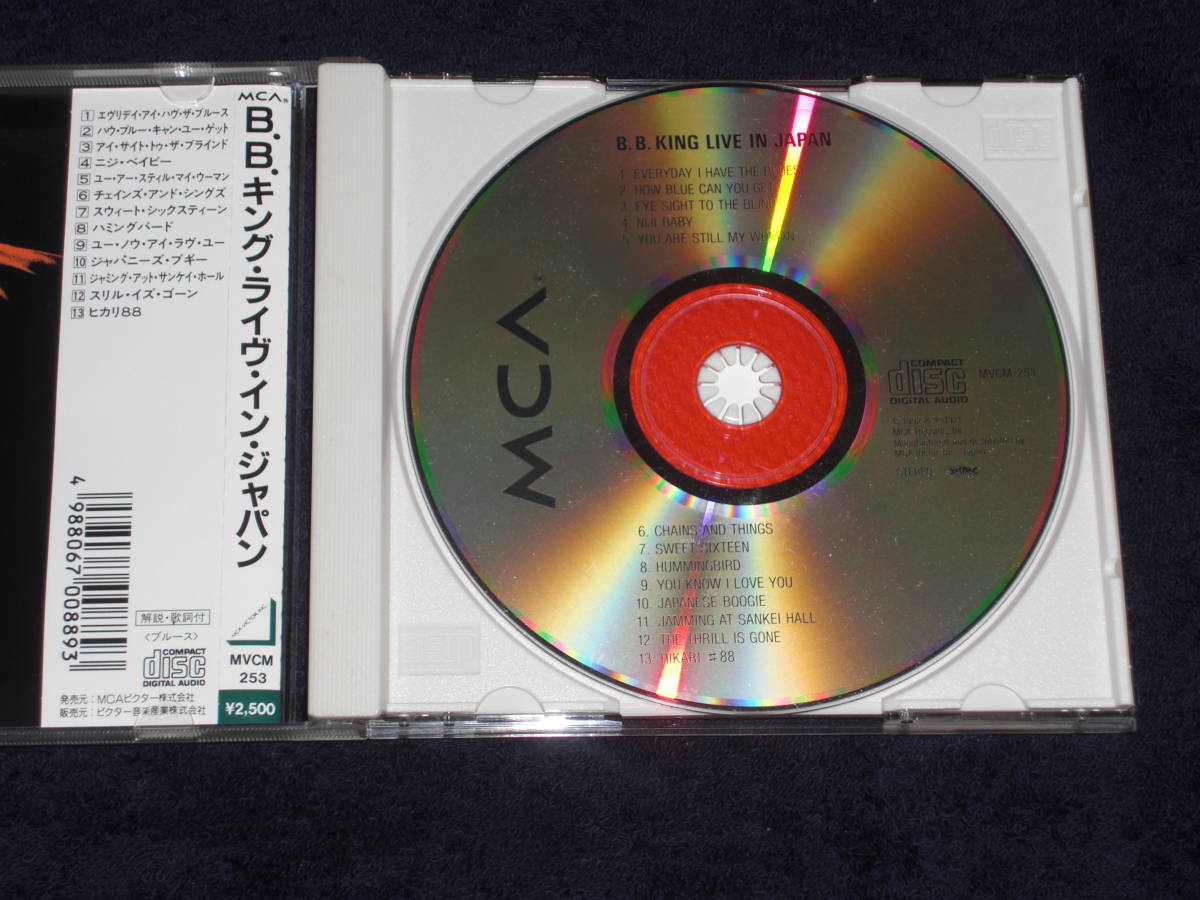 MCA
B.B.キング・ライヴ・イン・ジャパン
1 エヴリデイ・アイ・ハヴ・ザ・ブルース
2 ハウ・ブルー・キャン・ユー・ゲット
3 アイ・サイト・トゥ・ザ・ブラインド
4 ニジ・ベイビー
5 ユー・アー・スティル・マイ・ウーマン
6 チェインズ・アンド・シングズ
7 スウィート・シックスティーン
8 ハミングバード
9 ユー・ノウ・アイ・ラヴ・ユー
10 ジャパニーズ・ブギー
11 ジャミング・アット・サンケイ・ホール
12 スリル・イズ・ゴーン
13 ヒカリ88
4 988067 008893
解説・歌詞付
〈ブルース〉
COMPACT
disc
DIGITAL AUDIO
発売元:MCAビクター株式会社
販売元:ビクター音楽産業株式会社
MCA VICTOR INC.
MVCM
253
¥2,500
B.B. KING LIVE IN JAPAN
1. EVERYDAY I HAVE THE BLUES
2. HOW BLUE CAN YOU GET
3. EYE SIGHT TO THE BLIND
4. NIJI BABY
5. YOU ARE STILL MY WOMAN
MCA
COMPACT
disc
DIGITAL AUDIO
MVCM-253
STEREO
6. CHAINS AND THINGS
7. SWEET SIXTEEN
8. HUMMINGBIRD
9. YOU KNOW I LOVE YOU
10. JAPANESE BOOGIE
11. JAMMING AT SANKEI HALL
12. THE THRILL IS GONE
13. HIKARI #88